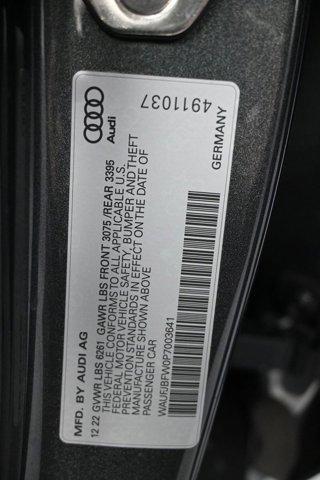 Audi
4911037
GERMANY
MFD. BY AUDI AG
12.22 GVWR LBS 6261 GAWR LBS FRONT 3075 /REAR 3395
THIS VEHICLE CONFORMS TO ALL APPLICABLE U.S.
FEDERAL MOTOR VEHICLE SAFETY, BUMPER AND THEFT
PREVENTION STANDARDS IN EFFECT ON THE DATE OF
MANUFACTURE SHOWN ABOVE
PASSENGER CAR
WAUFJBFW0P7003641